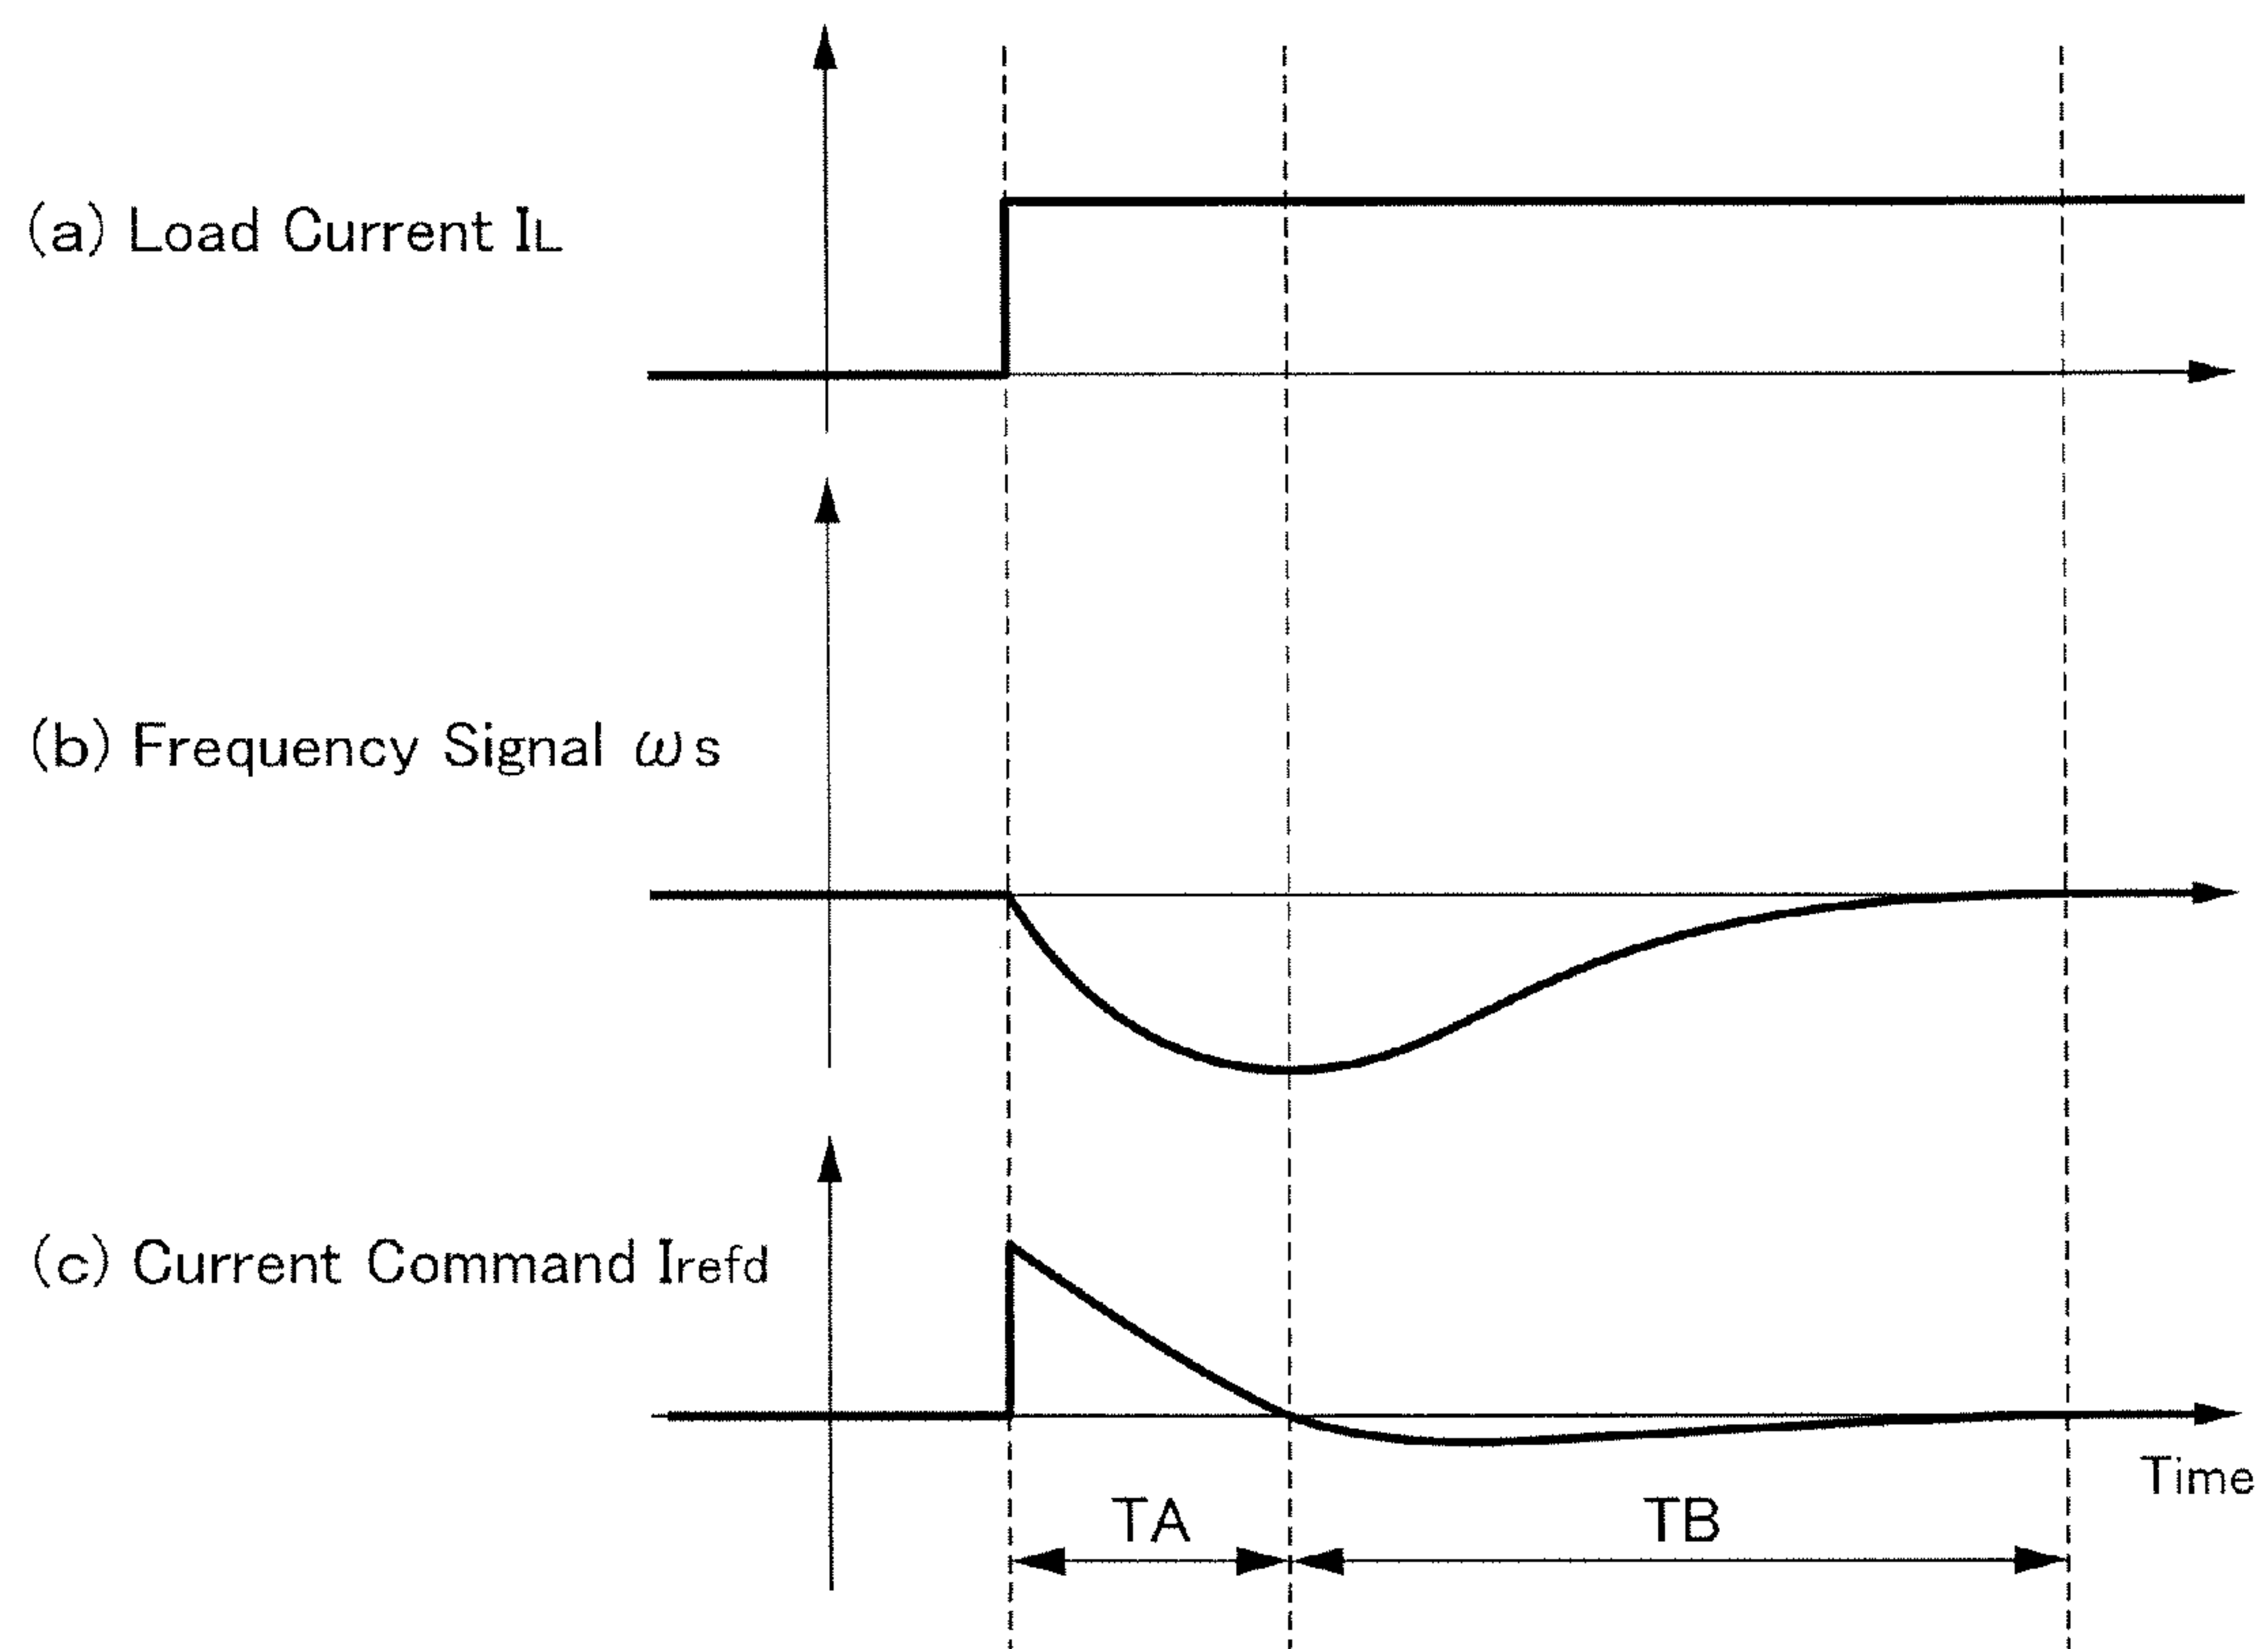 (a) Load Current IL
(b) Frequency Signal ωs
(c) Current Command Irefd
Time
TA
TB